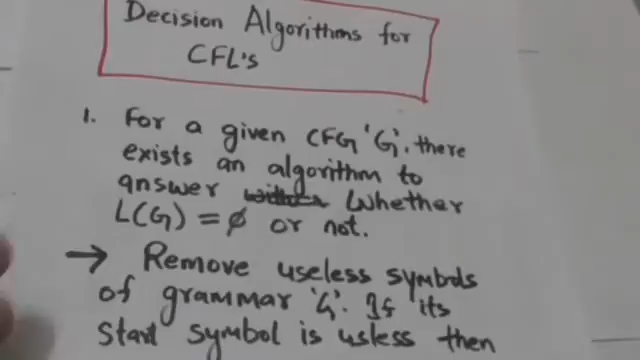 Decision Algorithms for
CFL's
1. For a given CFG 'G', there
exists an algorithm to
answer whether
L(G) = ∅ or not.
→ Remove useless symbols
of grammar 'G'. If its
start symbol is usless then